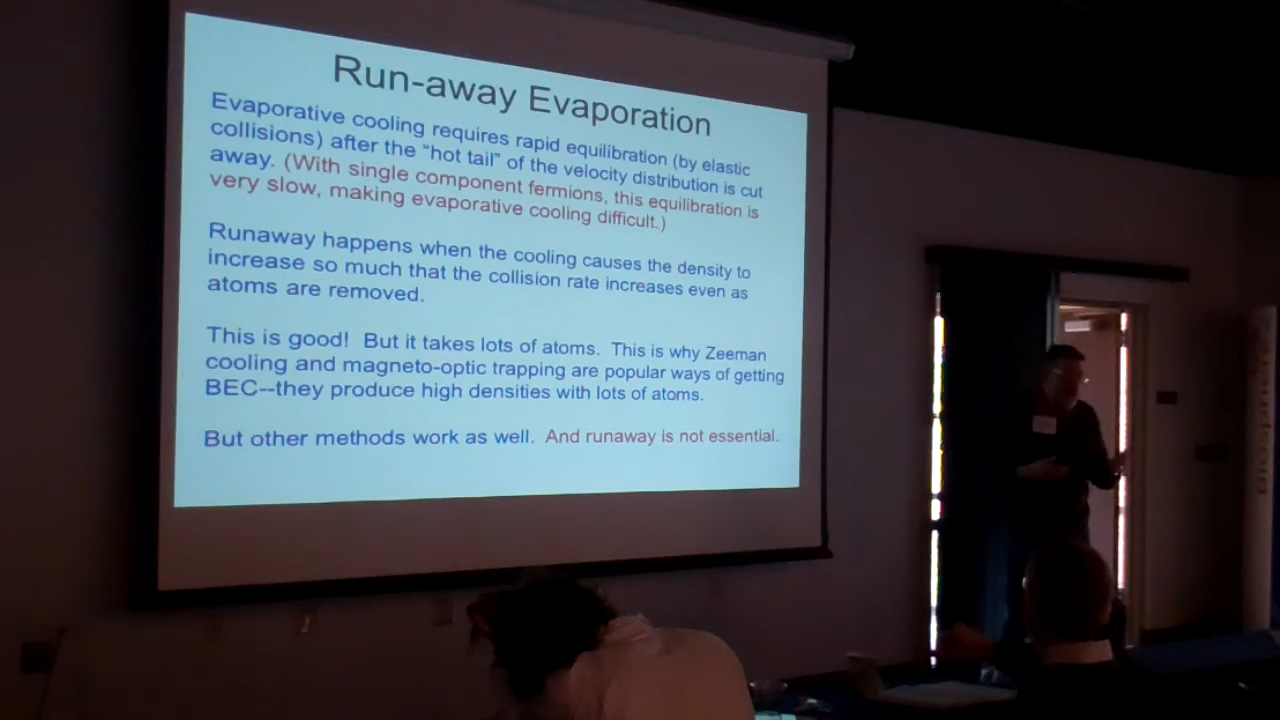 Run-away Evaporation
Evaporative cooling requires rapid equilibration (by elastic
collisions) after the “hot tail” of the velocity distribution is cut
away. (With single component fermions, this equilibration is
very slow, making evaporative cooling difficult.)
Runaway happens when the cooling causes the density to
increase so much that the collision rate increases even as
atoms are removed.
This is good! But it takes lots of atoms. This is why Zeeman
cooling and magneto-optic trapping are popular ways of getting
BEC--they produce high densities with lots of atoms.
But other methods work as well. And runaway is not essential.